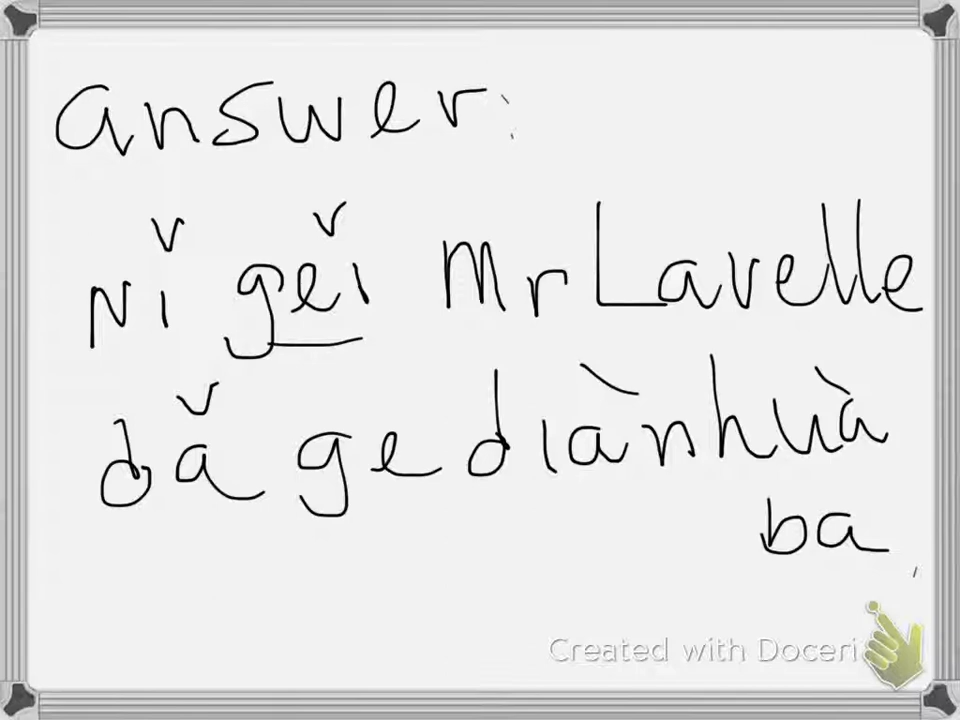 answer:
Nǐ gěi Mr Lavelle
dǎ ge diànhuà
ba
Created with Doceri